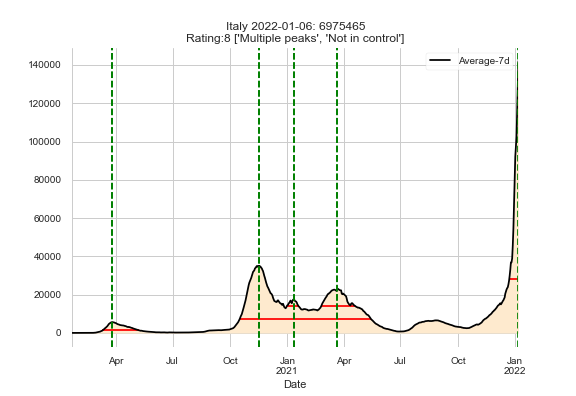 Italy 2022-01-06: 6975465
Rating:8 ['Multiple peaks', 'Not in control']
Average-7d
140000
120000
100000
80000
60000
40000
20000
0
Apr Jul Oct Jan Apr Jul Oct Jan
2021 2022
Date